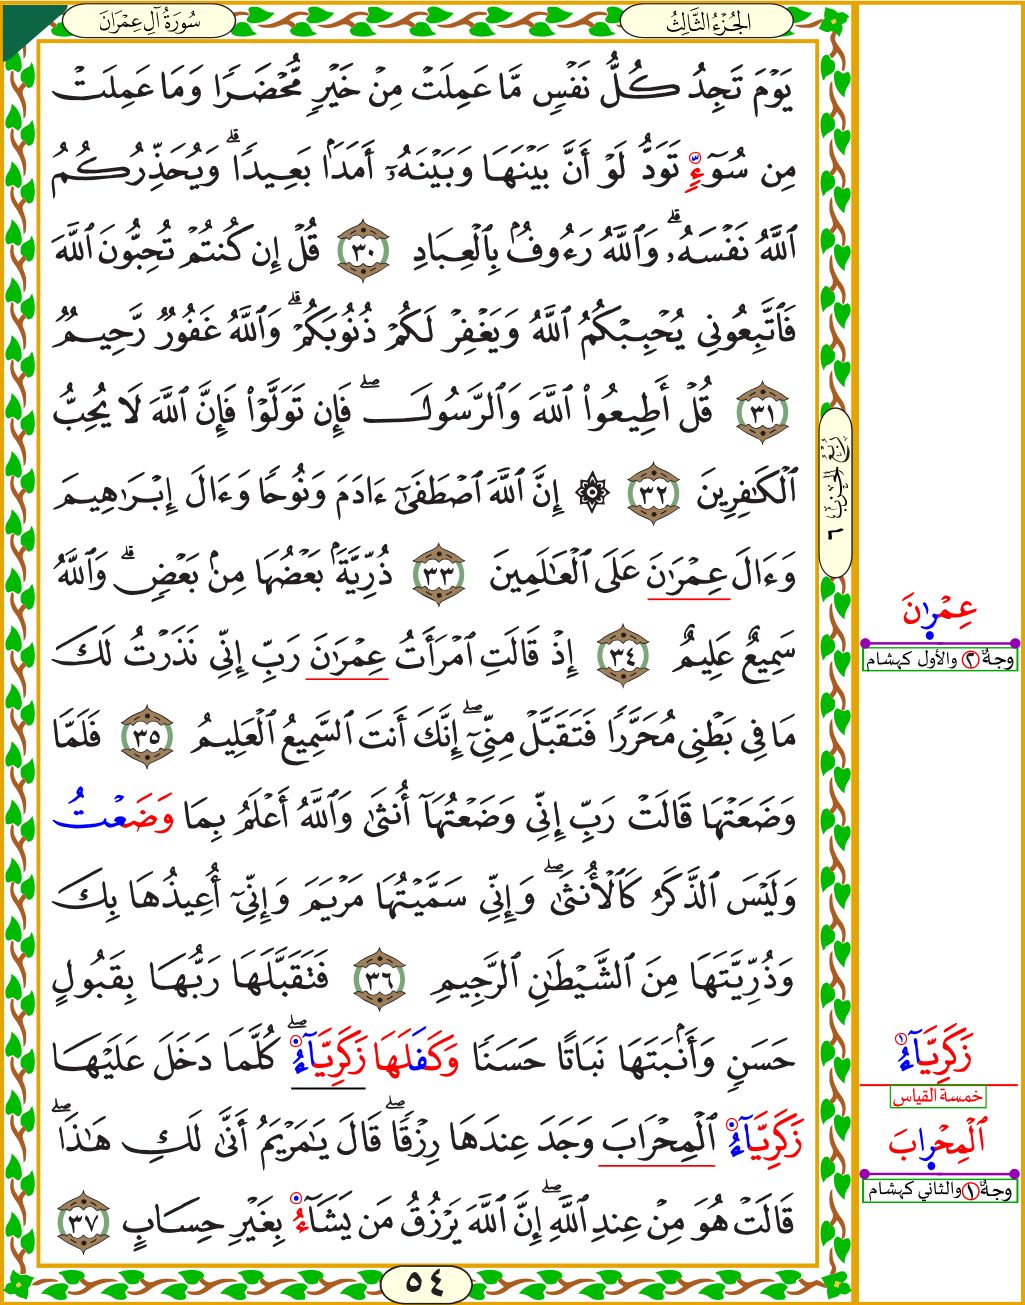 سُورَةُ آلِ عِمْرَانَ
الجُزْءُ الثَّالِثُ
يَوْمَ تَجِدُ كُلُّ نَفْسٍ مَّا عَمِلَتْ مِنْ خَيْرٍ مُّحْضَرًا وَمَا عَمِلَتْ
مِن سُوٓءٍ تَوَدُّ لَوْ أَنَّ بَيْنَهَا وَبَيْنَهُۥٓ أَمَدَۢا بَعِيدًاۗ وَيُحَذِّرُكُمُ
ٱللَّهُ نَفْسَهُۥۗ وَٱللَّهُ رَءُوفُۢ بِٱلْعِبَادِ ٣٠ قُلْ إِن كُنتُمْ تُحِبُّونَ ٱللَّهَ
فَٱتَّبِعُونِى يُحْبِبْكُمُ ٱللَّهُ وَيَغْفِرْ لَكُمْ ذُنُوبَكُمْۗ وَٱللَّهُ غَفُورٌ رَّحِيمٌ
٣١ قُلْ أَطِيعُوا۟ ٱللَّهَ وَٱلرَّسُولَۖ فَإِن تَوَلَّوْا۟ فَإِنَّ ٱللَّهَ لَا يُحِبُّ
ٱلْكَٰفِرِينَ ٣٢ ۞ إِنَّ ٱللَّهَ ٱصْطَفَىٰٓ ءَادَمَ وَنُوحًا وَءَالَ إِبْرَٰهِيمَ
وَءَالَ عِمْرَٰنَ عَلَى ٱلْعَٰلَمِينَ ٣٣ ذُرِّيَّةَۢ بَعْضُهَا مِنۢ بَعْضٍۗ وَٱللَّهُ
سَمِيعٌ عَلِيمٌ ٣٤ إِذْ قَالَتِ ٱمْرَأَتُ عِمْرَٰنَ رَبِّ إِنِّى نَذَرْتُ لَكَ
مَا فِى بَطْنِى مُحَرَّرًا فَتَقَبَّلْ مِنِّىٓۖ إِنَّكَ أَنتَ ٱلسَّمِيعُ ٱلْعَلِيمُ ٣٥ فَلَمَّا
وَضَعَتْهَا قَالَتْ رَبِّ إِنِّى وَضَعْتُهَآ أُنثَىٰ وَٱللَّهُ أَعْلَمُ بِمَا وَضَعْتُ
وَلَيْسَ ٱلذَّكَرُ كَٱلْأُنثَىٰۖ وَإِنِّى سَمَّيْتُهَا مَرْيَمَ وَإِنِّىٓ أُعِيذُهَا بِكَ
وَذُرِّيَّتَهَا مِنَ ٱلشَّيْطَٰنِ ٱلرَّجِيمِ ٣٦ فَتَقَبَّلَهَا رَبُّهَا بِقَبُولٍ
حَسَنٍ وَأَنۢبَتَهَا نَبَاتًا حَسَنًا وَكَفَلَهَا زَكَرِيَّآءُۖ كُلَّمَا دَخَلَ عَلَيْهَا
زَكَرِيَّآءُ ٱلْمِحْرَابَ وَجَدَ عِندَهَا رِزْقًاۖ قَالَ يَٰمَرْيَمُ أَنَّىٰ لَكِ هَٰذَاۖ
قَالَتْ هُوَ مِنْ عِندِ ٱللَّهِۖ إِنَّ ٱللَّهَ يَرْزُقُ مَن يَشَآءُ بِغَيْرِ حِسَابٍ ٣٧
٥٤
رُبْعُ الحِزْبِ ٦
عِمْرَٰنَ
وجهٌ ٢ والأول كهشام
زَكَرِيَّآءُ ١
خمسة القياس
ٱلْمِحْرَابَ
وجهٌ ١ والثاني كهشام